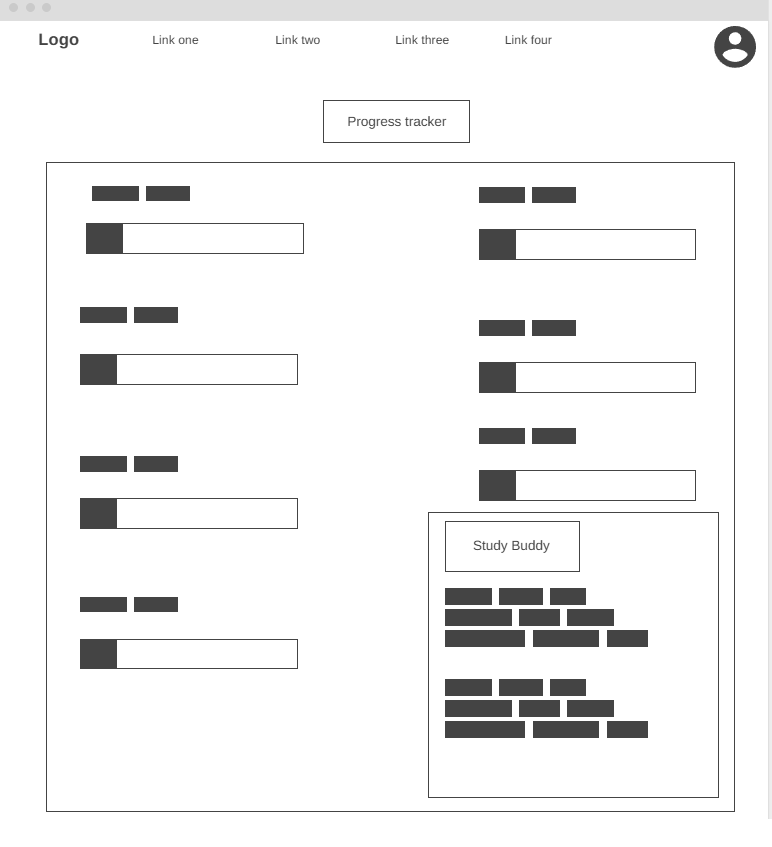 Logo
Link one
Link two
Link three
Link four
Progress tracker
Study Buddy